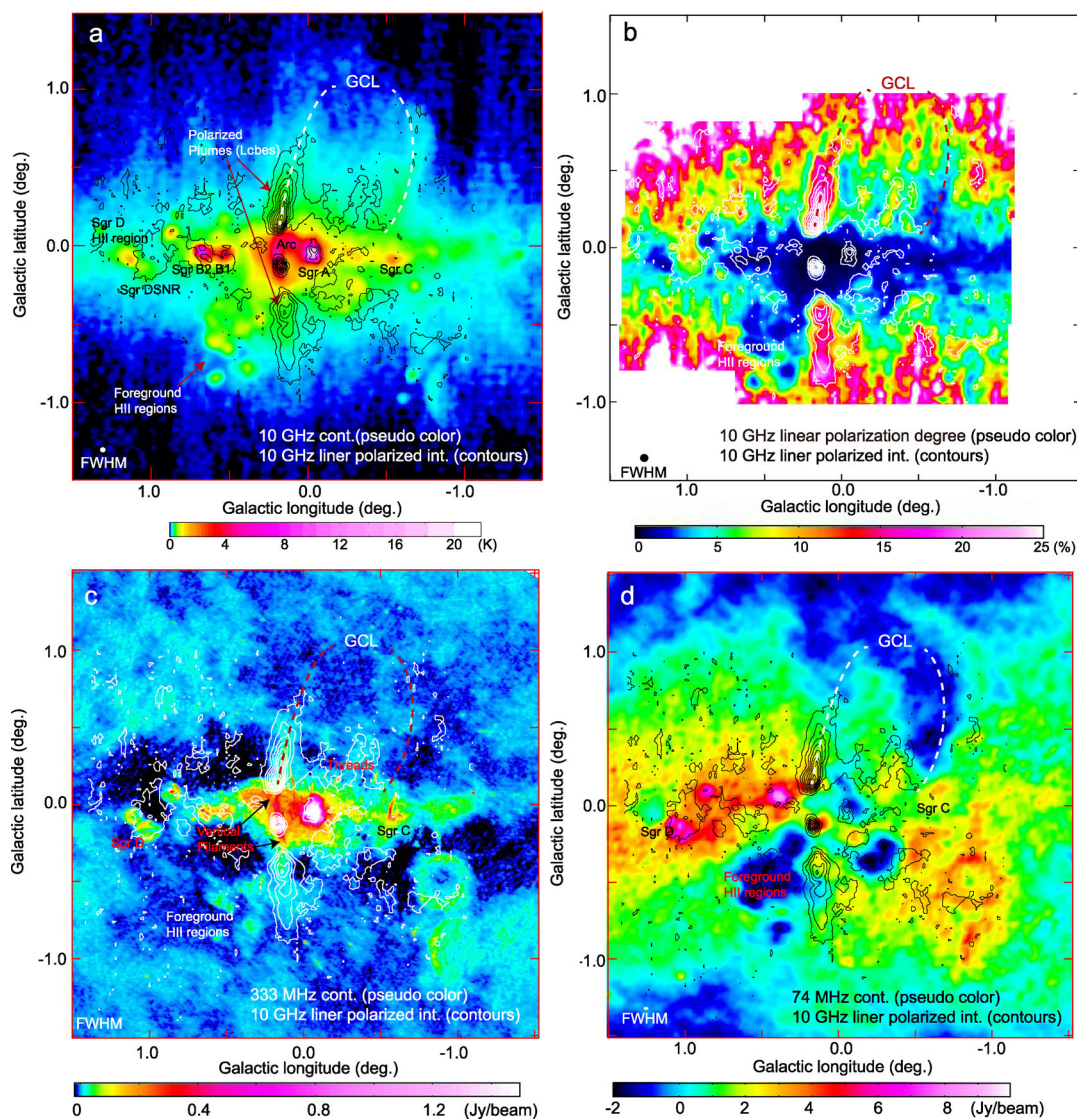 a
GCL
1.0
Polarized
Plumes (Lcbes)
Sgr D
HII region
0.0
Arc
Sgr B2 B1
Sgr A
Sgr C
Sgr DSNR
Foreground
HII regions
-1.0
10 GHz cont.(pseudo color)
10 GHz liner polarized int. (contours)
FWHM
1.0 0.0 -1.0
Galactic longitude (deg.)
Galactic latitude (deg.)
0 4 8 12 16 20 (K)
b
GCL
1.0
0.0
Foreground
HII regions
-1.0
10 GHz linear polarization degree (pseudo color)
10 GHz liner polarized int. (contours)
FWHM
1.0 0.0 -1.0
Galactic longitude (deg.)
Galactic latitude (deg.)
0 5 10 15 20 25 (%)
c
GCL
1.0
Threads
0.0
Vertical
Filaments
Sgr C
Sgr D
Foreground
HII regions
-1.0
333 MHz cont. (pseudo color)
10 GHz liner polarized int. (contours)
FWHM
1.0 0.0 -1.0
Galactic longitude (deg.)
Galactic latitude (deg.)
0 0.4 0.8 1.2 (Jy/beam)
d
GCL
1.0
0.0
Sgr C
Sgr D
Foreground
HII regions
-1.0
74 MHz cont. (pseudo color)
10 GHz liner polarized int. (contours)
FWHM
1.0 0.0 -1.0
Galactic longitude (deg.)
Galactic latitude (deg.)
-2 0 2 4 6 8 (Jy/beam)